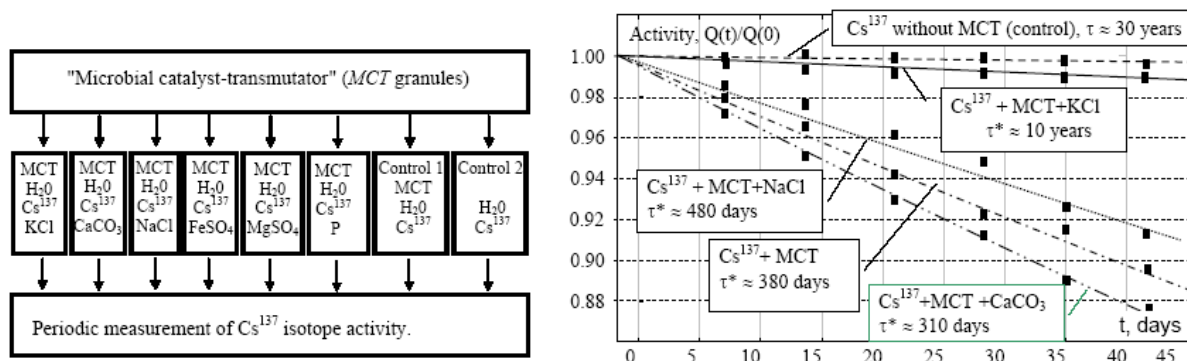 "Microbial catalyst-transmutator" (MCT granules)
MCT
H₂0
Cs¹³⁷
KCl
MCT
H₂0
Cs¹³⁷
CaCO₃
MCT
H₂0
Cs¹³⁷
NaCl
MCT
H₂0
Cs¹³⁷
FeSO₄
MCT
H₂0
Cs¹³⁷
MgSO₄
MCT
H₂0
Cs¹³⁷
P
Control 1
MCT
H₂0
Cs¹³⁷
Control 2
H₂0
Cs¹³⁷
Periodic measurement of Cs¹³⁷ isotope activity.
Activity, Q(t)/Q(0)
Cs¹³⁷ without MCT (control), τ ≈ 30 years
1.00
0.98
0.96
0.94
0.92
0.90
0.88
Cs¹³⁷ + MCT+KCl
τ* ≈ 10 years
Cs¹³⁷ + MCT+NaCl
τ* ≈ 480 days
Cs¹³⁷+ MCT
τ* ≈ 380 days
Cs¹³⁷+MCT +CaCO₃
τ* ≈ 310 days
t, days
0 5 10 15 20 25 30 35 40 45